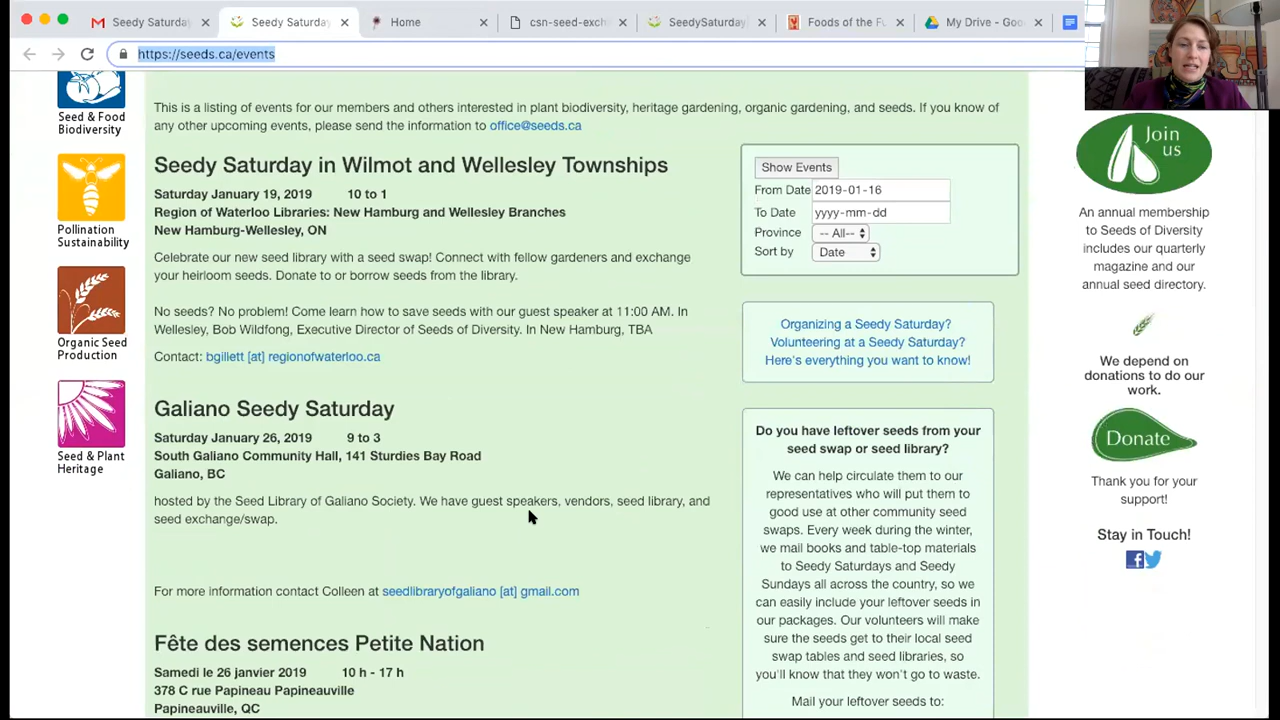 Seedy Saturday
Seedy Saturday
Home
csn-seed-exch
SeedySaturday
Foods of the Fu
My Drive - Goo
https://seeds.ca/events
Seed & Food
Biodiversity
Pollination
Sustainability
Organic Seed
Production
Seed & Plant
Heritage
This is a listing of events for our members and others interested in plant biodiversity, heritage gardening, organic gardening, and seeds. If you know of
any other upcoming events, please send the information to office@seeds.ca
Seedy Saturday in Wilmot and Wellesley Townships
Saturday January 19, 2019 10 to 1
Region of Waterloo Libraries: New Hamburg and Wellesley Branches
New Hamburg-Wellesley, ON
Celebrate our new seed library with a seed swap! Connect with fellow gardeners and exchange
your heirloom seeds. Donate to or borrow seeds from the library.
No seeds? No problem! Come learn how to save seeds with our guest speaker at 11:00 AM. In
Wellesley, Bob Wildfong, Executive Director of Seeds of Diversity. In New Hamburg, TBA
Contact: bgillett [at] regionofwaterloo.ca
Galiano Seedy Saturday
Saturday January 26, 2019 9 to 3
South Galiano Community Hall, 141 Sturdies Bay Road
Galiano, BC
hosted by the Seed Library of Galiano Society. We have guest speakers, vendors, seed library, and
seed exchange/swap.
For more information contact Colleen at seedlibraryofgaliano [at] gmail.com
Fête des semences Petite Nation
Samedi le 26 janvier 2019 10 h - 17 h
378 C rue Papineau Papineauville
Papineauville, QC
Show Events
From Date 2019-01-16
To Date yyyy-mm-dd
Province -- All--
Sort by Date
Organizing a Seedy Saturday?
Volunteering at a Seedy Saturday?
Here's everything you want to know!
Do you have leftover seeds from your
seed swap or seed library?
We can help circulate them to our
representatives who will put them to
good use at other community seed
swaps. Every week during the winter,
we mail books and table-top materials
to Seedy Saturdays and Seedy
Sundays all across the country, so we
can easily include your leftover seeds in
our packages. Our volunteers will make
sure the seeds get to their local seed
swap tables and seed libraries, so
you'll know that they won't go to waste.
Mail your leftover seeds to:
Join
us
An annual membership
to Seeds of Diversity
includes our quarterly
magazine and our
annual seed directory.
We depend on
donations to do our
work.
Donate
Thank you for your
support!
Stay in Touch!